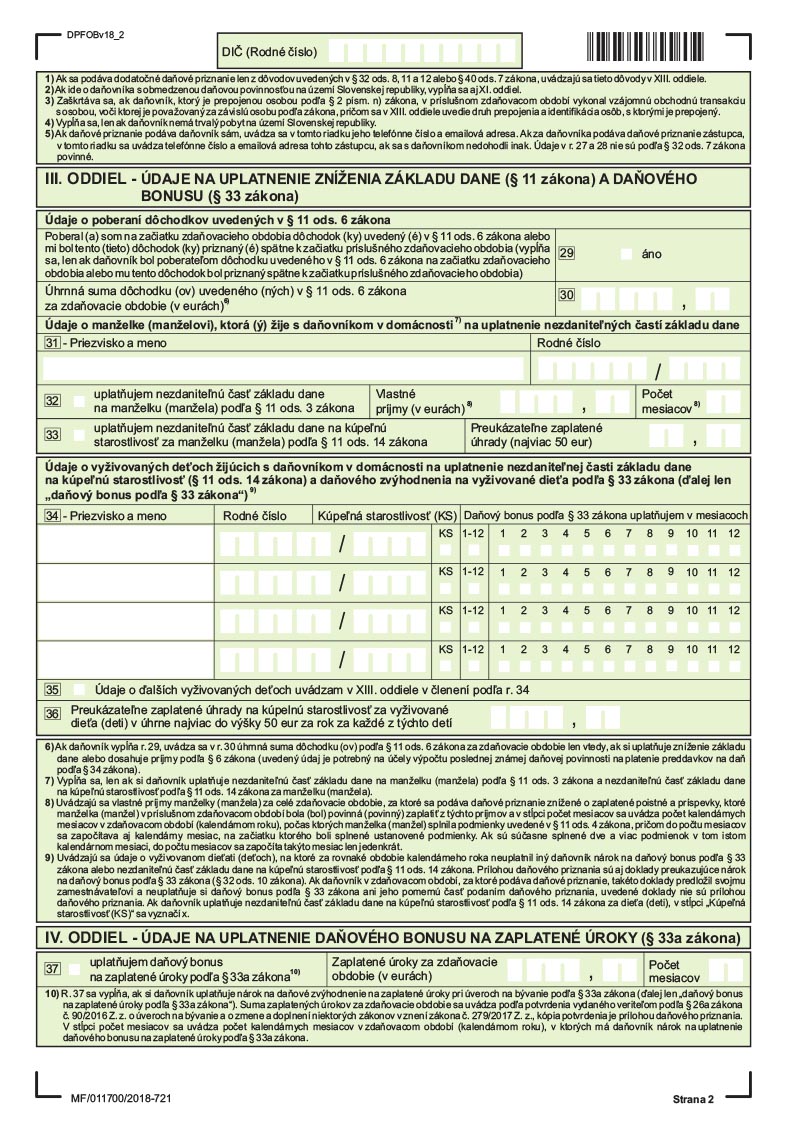 DPFOBv18_2
DIČ (Rodné číslo)
1) Ak sa podáva dodatočné daňové priznanie len z dôvodov uvedených v § 32 ods. 8, 11 a 12 alebo § 40 ods. 7 zákona, uvádzajú sa tieto dôvody v XIII. oddiele.
2) Ak ide o daňovníka s obmedzenou daňovou povinnosťou na území Slovenskej republiky, vypĺňa sa aj XI. oddiel.
3) Zaškrtáva sa, ak daňovník, ktorý je prepojenou osobou podľa § 2 písm. n) zákona, v príslušnom zdaňovacom období vykonal vzájomnú obchodnú transakciu
s osobou, voči ktorej je považovaný za závislú osobu podľa zákona, pričom sa v XIII. oddiele uvedie druh prepojenia a identifikácia osôb, s ktorými je prepojený.
4) Vypĺňa sa, len ak daňovník nemá trvalý pobyt na území Slovenskej republiky.
5) Ak daňové priznanie podáva daňovník sám, uvádza sa v tomto riadku jeho telefónne číslo a emailová adresa. Ak za daňovníka podáva daňové priznanie zástupca,
v tomto riadku sa uvádza telefónne číslo a emailová adresa tohto zástupcu, ak sa s daňovníkom nedohodli inak. Údaje v r. 27 a 28 nie sú podľa § 32 ods. 7 zákona
povinné.
III. ODDIEL - ÚDAJE NA UPLATNENIE ZNÍŽENIA ZÁKLADU DANE (§ 11 zákona) A DAŇOVÉHO
BONUSU (§ 33 zákona)
Údaje o poberaní dôchodkov uvedených v § 11 ods. 6 zákona
Poberal (a) som na začiatku zdaňovacieho obdobia dôchodok (ky) uvedený (é) v § 11 ods. 6 zákona alebo
mi bol tento (tieto) dôchodok (ky) priznaný (é) spätne k začiatku príslušného zdaňovacieho obdobia (vypĺňa
sa, len ak daňovník bol poberateľom dôchodku uvedeného v § 11 ods. 6 zákona na začiatku zdaňovacieho
obdobia alebo mu tento dôchodok bol priznaný spätne k začiatku príslušného zdaňovacieho obdobia)
29 áno
Úhrnná suma dôchodku (ov) uvedeného (ných) v § 11 ods. 6 zákona
za zdaňovacie obdobie (v eurách)6)
30 ,
Údaje o manželke (manželovi), ktorá (ý) žije s daňovníkom v domácnosti 7) na uplatnenie nezdaniteľných častí základu dane
31 - Priezvisko a meno Rodné číslo
/
32 uplatňujem nezdaniteľnú časť základu dane
na manželku (manžela) podľa § 11 ods. 3 zákona
Vlastné
príjmy (v eurách)8) ,
Počet
mesiacov8)
33 uplatňujem nezdaniteľnú časť základu dane na kúpeľnú
starostlivosť za manželku (manžela) podľa § 11 ods. 14 zákona
Preukázateľne zaplatené
úhrady (najviac 50 eur) ,
Údaje o vyživovaných deťoch žijúcich s daňovníkom v domácnosti na uplatnenie nezdaniteľnej časti základu dane
na kúpeľnú starostlivosť (§ 11 ods. 14 zákona) a daňového zvýhodnenia na vyživované dieťa podľa § 33 zákona (ďalej len
„daňový bonus podľa § 33 zákona“) 9)
34 - Priezvisko a meno Rodné číslo Kúpeľná starostlivosť (KS) Daňový bonus podľa § 33 zákona uplatňujem v mesiacoch
/ KS 1-12 1 2 3 4 5 6 7 8 9 10 11 12
/ KS 1-12 1 2 3 4 5 6 7 8 9 10 11 12
/ KS 1-12 1 2 3 4 5 6 7 8 9 10 11 12
/ KS 1-12 1 2 3 4 5 6 7 8 9 10 11 12
35 Údaje o ďalších vyživovaných deťoch uvádzam v XIII. oddiele v členení podľa r. 34
36 Preukázateľne zaplatené úhrady na kúpeľnú starostlivosť za vyživované
dieťa (deti) v úhrne najviac do výšky 50 eur za rok za každé z týchto detí ,
6) Ak daňovník vypĺňa r. 29, uvádza sa v r. 30 úhrnná suma dôchodku (ov) podľa § 11 ods. 6 zákona za zdaňovacie obdobie len vtedy, ak si uplatňuje zníženie základu
dane alebo dosahuje príjmy podľa § 6 zákona (uvedený údaj je potrebný na účely výpočtu poslednej známej daňovej povinnosti na platenie preddavkov na daň
podľa § 34 zákona).
7) Vypĺňa sa, len ak si daňovník uplatňuje nezdaniteľnú časť základu dane na manželku (manžela) podľa § 11 ods. 3 zákona a nezdaniteľnú časť základu dane
na kúpeľnú starostlivosť podľa § 11 ods. 14 zákona za manželku (manžela).
8) Uvádzajú sa vlastné príjmy manželky (manžela) za celé zdaňovacie obdobie, za ktoré sa podáva daňové priznanie znížené o zaplatené poistné a príspevky, ktoré
manželka (manžel) v príslušnom zdaňovacom období bola (bol) povinná (povinný) zaplatiť z týchto príjmov a v stĺpci počet mesiacov sa uvádza počet kalendárnych
mesiacov v zdaňovacom období (kalendárnom roku), počas ktorých manželka (manžel) splnila podmienky uvedené v § 11 ods. 4 zákona, pričom do počtu mesiacov
sa započítava aj kalendárny mesiac, na začiatku ktorého boli splnené ustanovené podmienky. Ak sú súčasne splnené dve a viac podmienok v tom istom
kalendárnom mesiaci, do počtu mesiacov sa započíta takýto mesiac len jedenkrát.
9) Uvádzajú sa údaje o vyživovanom dieťati (deťoch), na ktoré za rovnaké obdobie kalendárneho roka neuplatnil iný daňovník nárok na daňový bonus podľa § 33
zákona alebo nezdaniteľnú časť základu dane na kúpeľnú starostlivosť podľa § 11 ods. 14 zákona. Prílohou daňového priznania sú aj doklady preukazujúce nárok
na daňový bonus podľa § 33 zákona (§ 32 ods. 10 zákona). Ak daňovník v zdaňovacom období, za ktoré podáva daňové priznanie, takéto doklady predložil svojmu
zamestnávateľovi a neuplatňuje si daňový bonus podľa § 33 zákona ani jeho pomernú časť podaním daňového priznania, uvedené doklady nie sú prílohou
daňového priznania. Ak daňovník uplatňuje nezdaniteľnú časť základu dane na kúpeľnú starostlivosť podľa § 11 ods. 14 zákona za dieťa (deti), v stĺpci „Kúpeľná
starostlivosť (KS)“ sa vyznačí x.
IV. ODDIEL - ÚDAJE NA UPLATNENIE DAŇOVÉHO BONUSU NA ZAPLATENÉ ÚROKY (§ 33a zákona)
37 uplatňujem daňový bonus
na zaplatené úroky podľa § 33a zákona10)
Zaplatené úroky za zdaňovacie
obdobie (v eurách) ,
Počet
mesiacov
10) R. 37 sa vypĺňa, ak si daňovník uplatňuje nárok na daňové zvýhodnenie na zaplatené úroky pri úveroch na bývanie podľa § 33a zákona (ďalej len „daňový bonus
na zaplatené úroky podľa § 33a zákona“). Suma zaplatených úrokov za zdaňovacie obdobie sa uvádza podľa potvrdenia vydaného veriteľom podľa § 26a zákona
č. 90/2016 Z. z. o úveroch na bývanie a o zmene a doplnení niektorých zákonov v znení zákona č. 279/2017 Z. z., kópia potvrdenia je prílohou daňového priznania.
V stĺpci počet mesiacov sa uvádza počet kalendárnych mesiacov v zdaňovacom období (kalendárnom roku), v ktorých má daňovník nárok na uplatnenie
daňového bonusu na zaplatené úroky podľa § 33a zákona.
MF/011700/2018-721
Strana 2